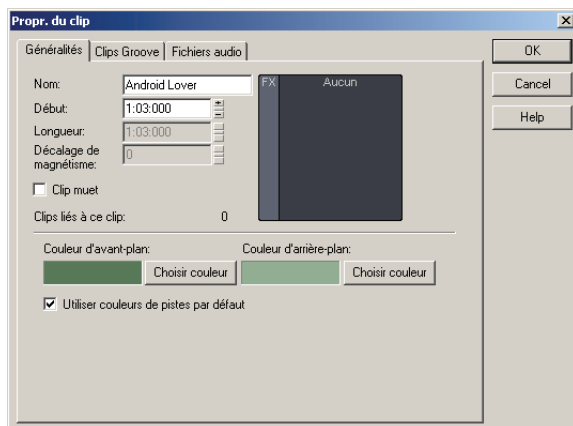 Propr. du clip
Généralités Clips Groove Fichiers audio
OK
Cancel
Help
Nom: Android Lover
Début: 1:03:000
Longueur: 1:03:000
Décalage de magnétisme: 0
FX Aucun
Clip muet
Clips liés à ce clip: 0
Couleur d'avant-plan: Couleur d'arrière-plan:
Choisir couleur Choisir couleur
Utiliser couleurs de pistes par défaut